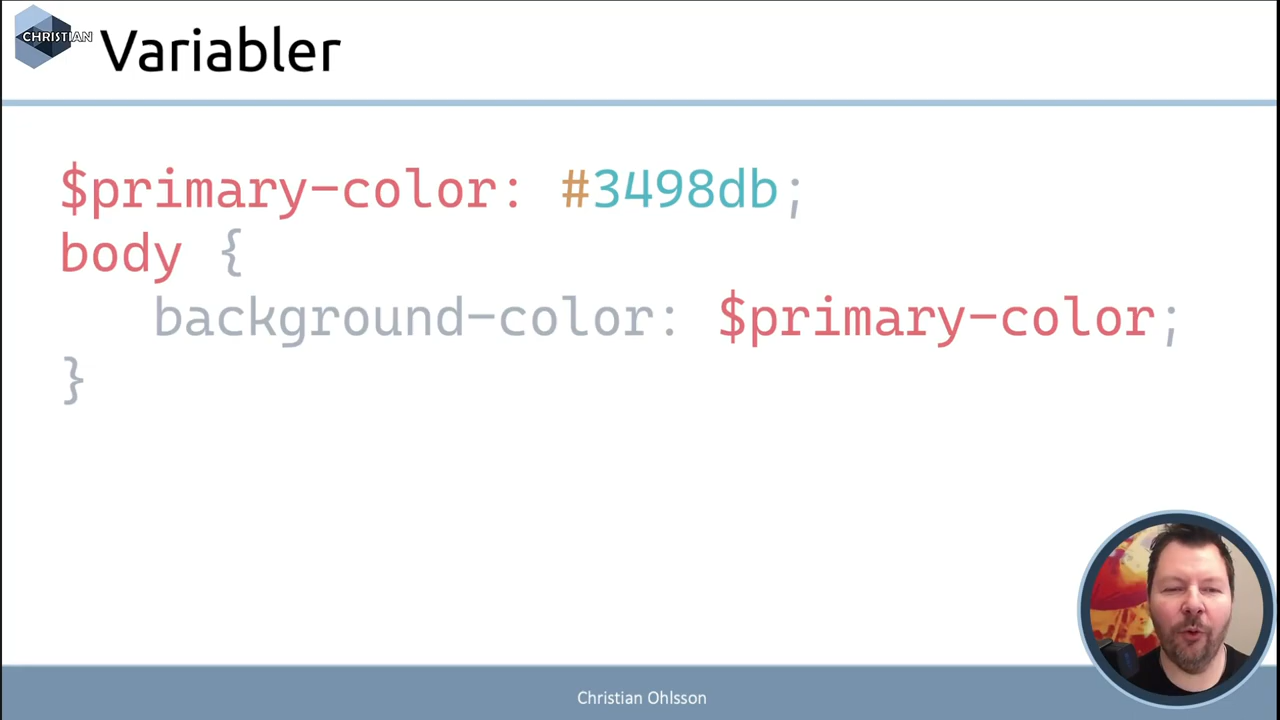 CHRISTIAN
Variabler
$primary-color: #3498db;
body {
    background-color: $primary-color;
}
Christian Ohlsson